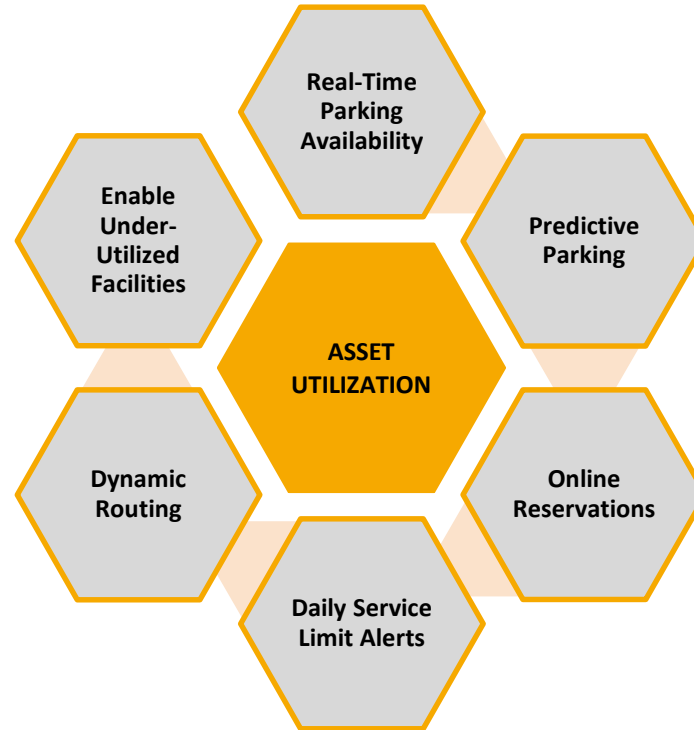 Real-Time
Parking
Availability
Predictive
Parking
Online
Reservations
Daily Service
Limit Alerts
Dynamic
Routing
Enable
Under-
Utilized
Facilities
ASSET
UTILIZATION